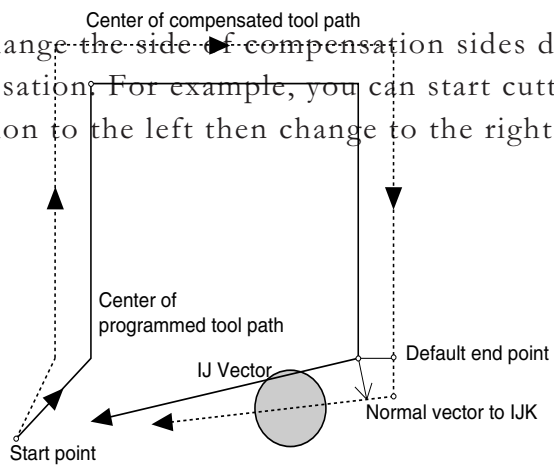 Center of compensated tool path
ange the side of compensation sides d
sation. For example, you can start cutt
ion to the left then change to the right
Center of
programmed tool path
IJ Vector
Default end point
Normal vector to IJK
Start point